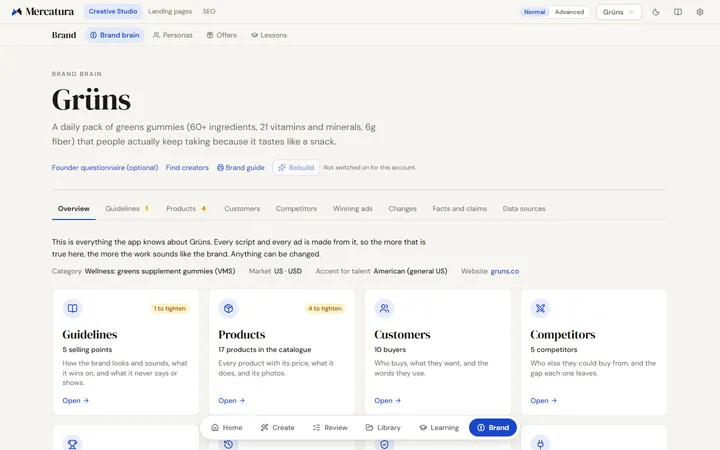 Mercatura
Creative Studio
Landing pages
SEO
Normal
Advanced
Grüns
Brand
Brand brain
Personas
Offers
Lessons
BRAND BRAIN
Grüns
A daily pack of greens gummies (60+ ingredients, 21 vitamins and minerals, 6g
fiber) that people actually keep taking because it tastes like a snack.
Founder questionnaire (optional)
Find creators
Brand guide
Rebuild
Not switched on for this account.
Overview
Guidelines 1
Products 4
Customers
Competitors
Winning ads
Changes
Facts and claims
Data sources
This is everything the app knows about Grüns. Every script and every ad is made from it, so the more that is
true here, the more the work sounds like the brand. Anything can be changed.
Category Wellness: greens supplement gummies (VMS)
Market US · USD
Accent for talent American (general US)
Website gruns.co
1 to tighten
Guidelines
5 selling points
How the brand looks and sounds, what
it wins on, and what it never says or
shows.
Open →
4 to tighten
Products
17 products in the catalogue
Every product with its price, what it
does, and its photos.
Open →
Customers
10 buyers
Who buys, what they want, and the
words they use.
Open →
Competitors
5 competitors
Who else they could buy from, and the
gap each one leaves.
Open →
Home
Create
Review
Library
Learning
Brand